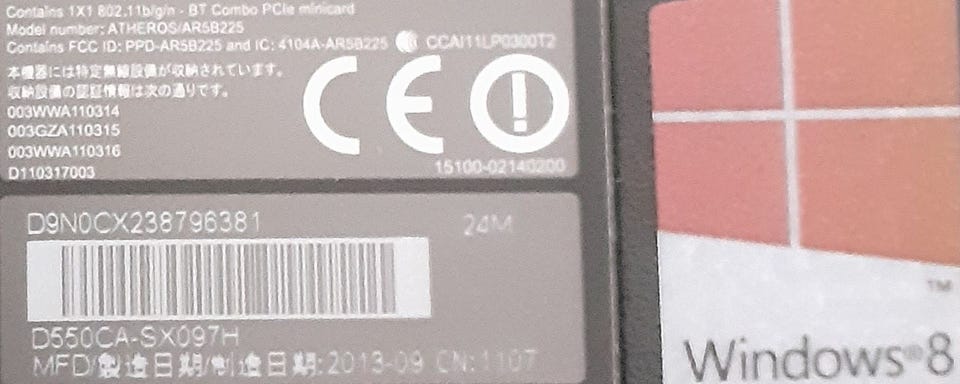 Contains 1X1 802.11b/g/n - BT Combo PCIe minicard
Model number: ATHEROS/AR5B225
Contains FCC ID: PPD-AR5B225 and IC: 4104A-AR5B225 CCAI11LP0300T2
本機器には特定無線設備が収納されています。
収納設備の認証情報は次の通りです。
003WWA110314
003GZA110315
003WWA110316
D110317003
CE
15100-02140200
D9N0CX238796381 24M
D550CA-SX097H
MFD/製造日期/制造日期:2013-09 CN:1107
TM
Windows®8